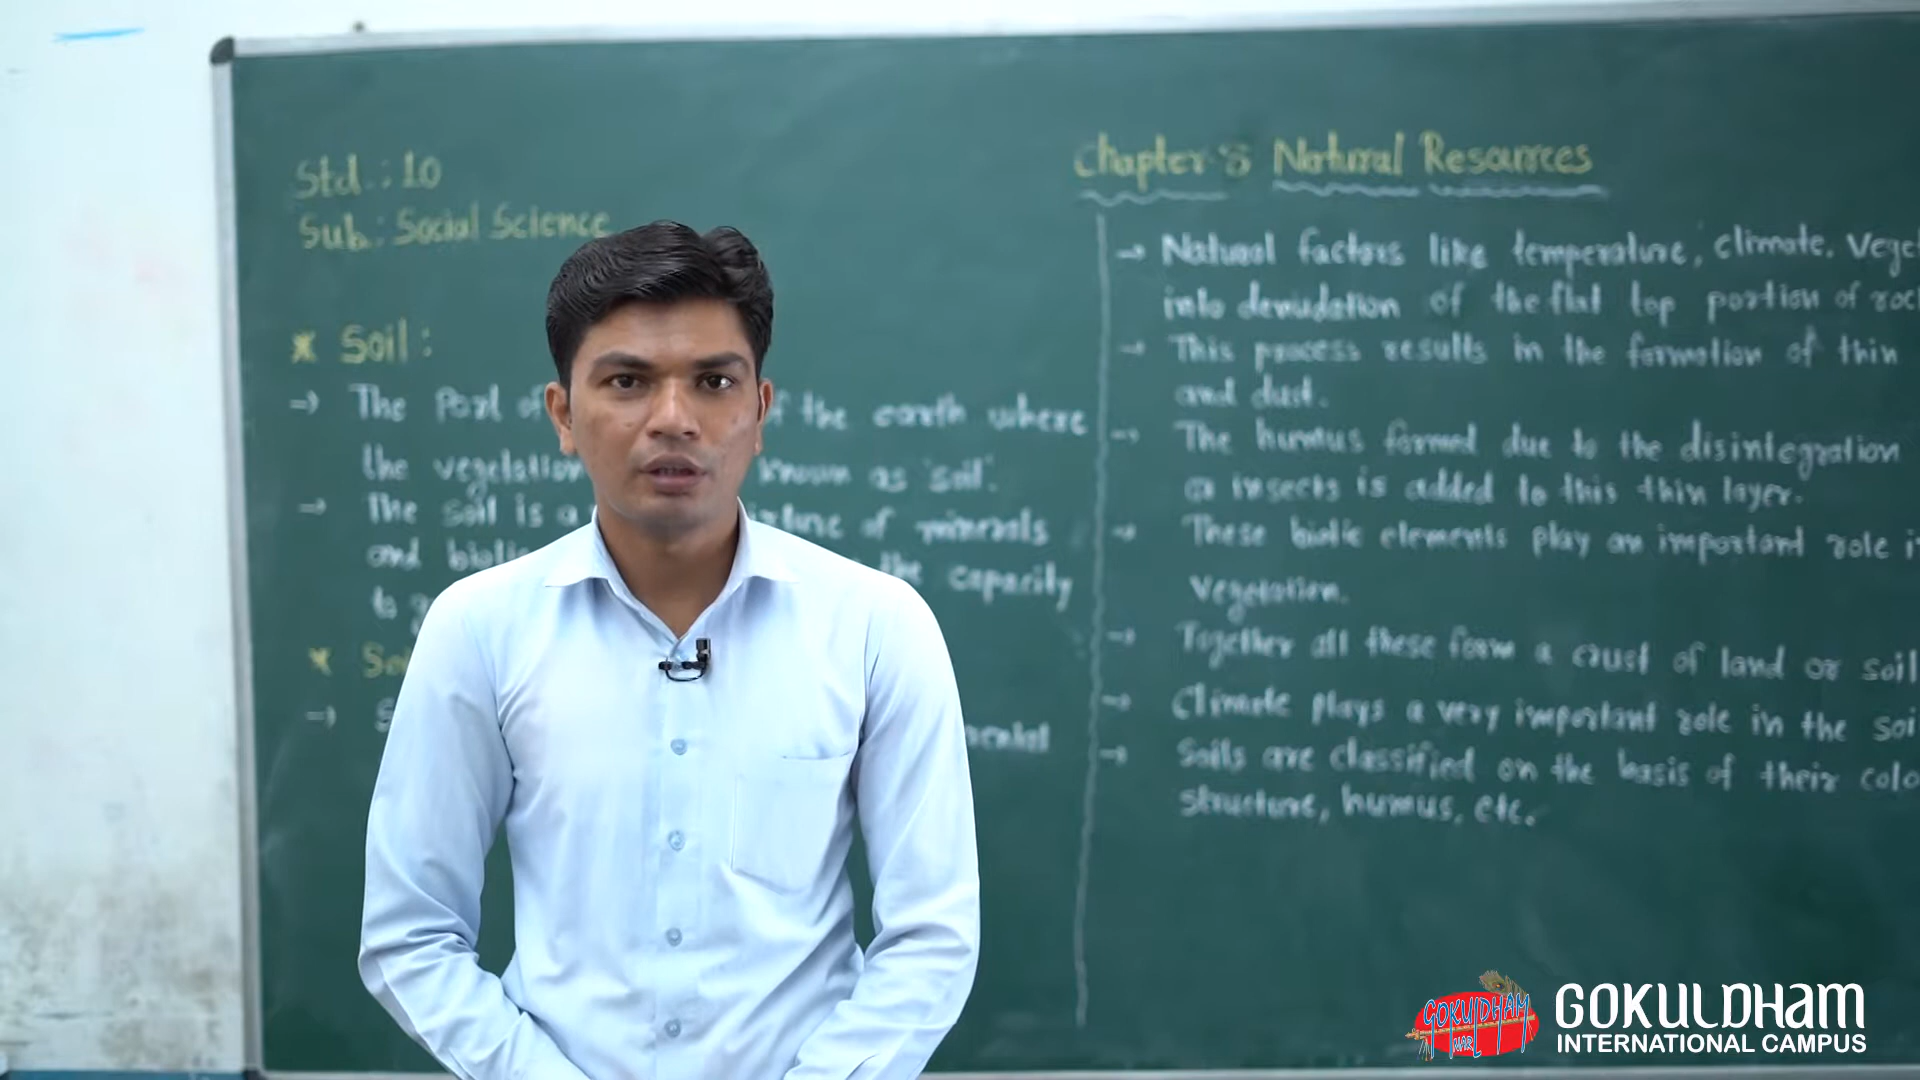 Std.: 10
Sub.: Social Science
Chapter-8 Natural Resources
* Soil :
→ The part of the earth where
the vegetation known as 'soil'.
→ The soil is a of minerals
and the capacity
to
*
→
→ Natural factors like temperature, climate,
into denudation of the flat top portion of
→ This process results in the formation of thin
and dust.
→ The humus formed due to the disintegration
or insects is added to this thin layer.
→ These biotic elements play an important role
vegetation.
→ Together all these form a crust of land or soil
→ Climate plays a very important role in the
→ Soils are classified on the basis of their
structure, humus, etc.
GOKULDHAM
NAR
GOKULDHAM
INTERNATIONAL CAMPUS